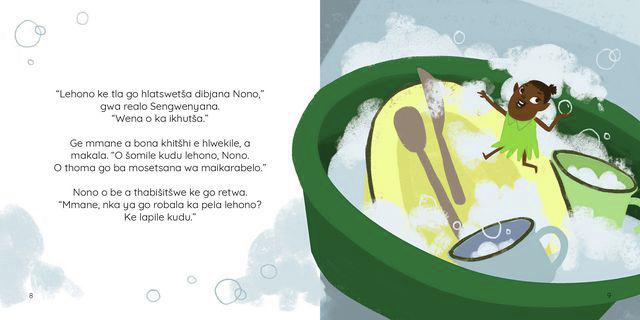 “Lehono ke tla go hlatswetša dibjana Nono,”
gwa realo Sengwenyana.
“Wena o ka ikhutša.”
Ge mmane a bona khitšhi e hlwekile, a
makala. “O šomile kudu lehono, Nono.
O thoma go ba mosetsana wa maikarabelo.”
Nono o be a thabišitšwe ke go retwa.
“Mmane, nka ya go robala ka pela lehono?
Ke lapile kudu.”
8
9